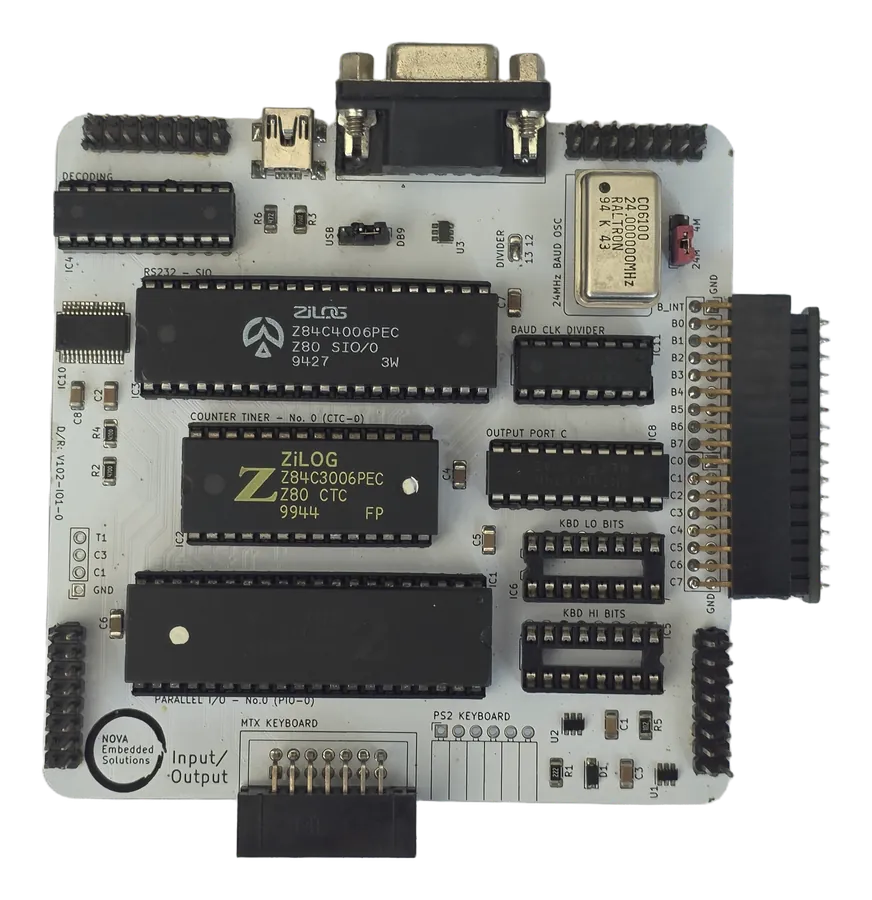 DECODING
IC4
R6
R3
USB
DB9
U3
DIVIDER
13 12
24MHz BAUD OSC
CO61000
24.000000MHz
RALTRON
94 K 43
4M
24M
RS232 - SIO
ZiLOG
Z84C4006PEC
Z80 SIO/O
9427 3W
IC3
IC10
C8
C2
R4
R2
D/R: V102-IO1-0
BAUD CLK DIVIDER
IC11
GND
B_INT
B0
B1
B2
B3
B4
B5
B6
B7
C0
C1
C2
C3
C4
C5
C6
C7
GND
COUNTER TINER - No. 0 (CTC-0)
ZiLOG
Z84C3006PEC
Z80 CTC
9944 FP
Z
IC2
C4
C5
OUTPUT PORT C
IC8
KBD LO BITS
IC6
KBD HI BITS
IC5
T1
C3
C1
GND
C6
IC1
PARALLEL I/O - No.0 (PIO-0)
NOVA
Embedded
Solutions
Input/
Output
MTX KEYBOARD
PS2 KEYBOARD
U2
C1
R5
R1
222
D1
C3
U1